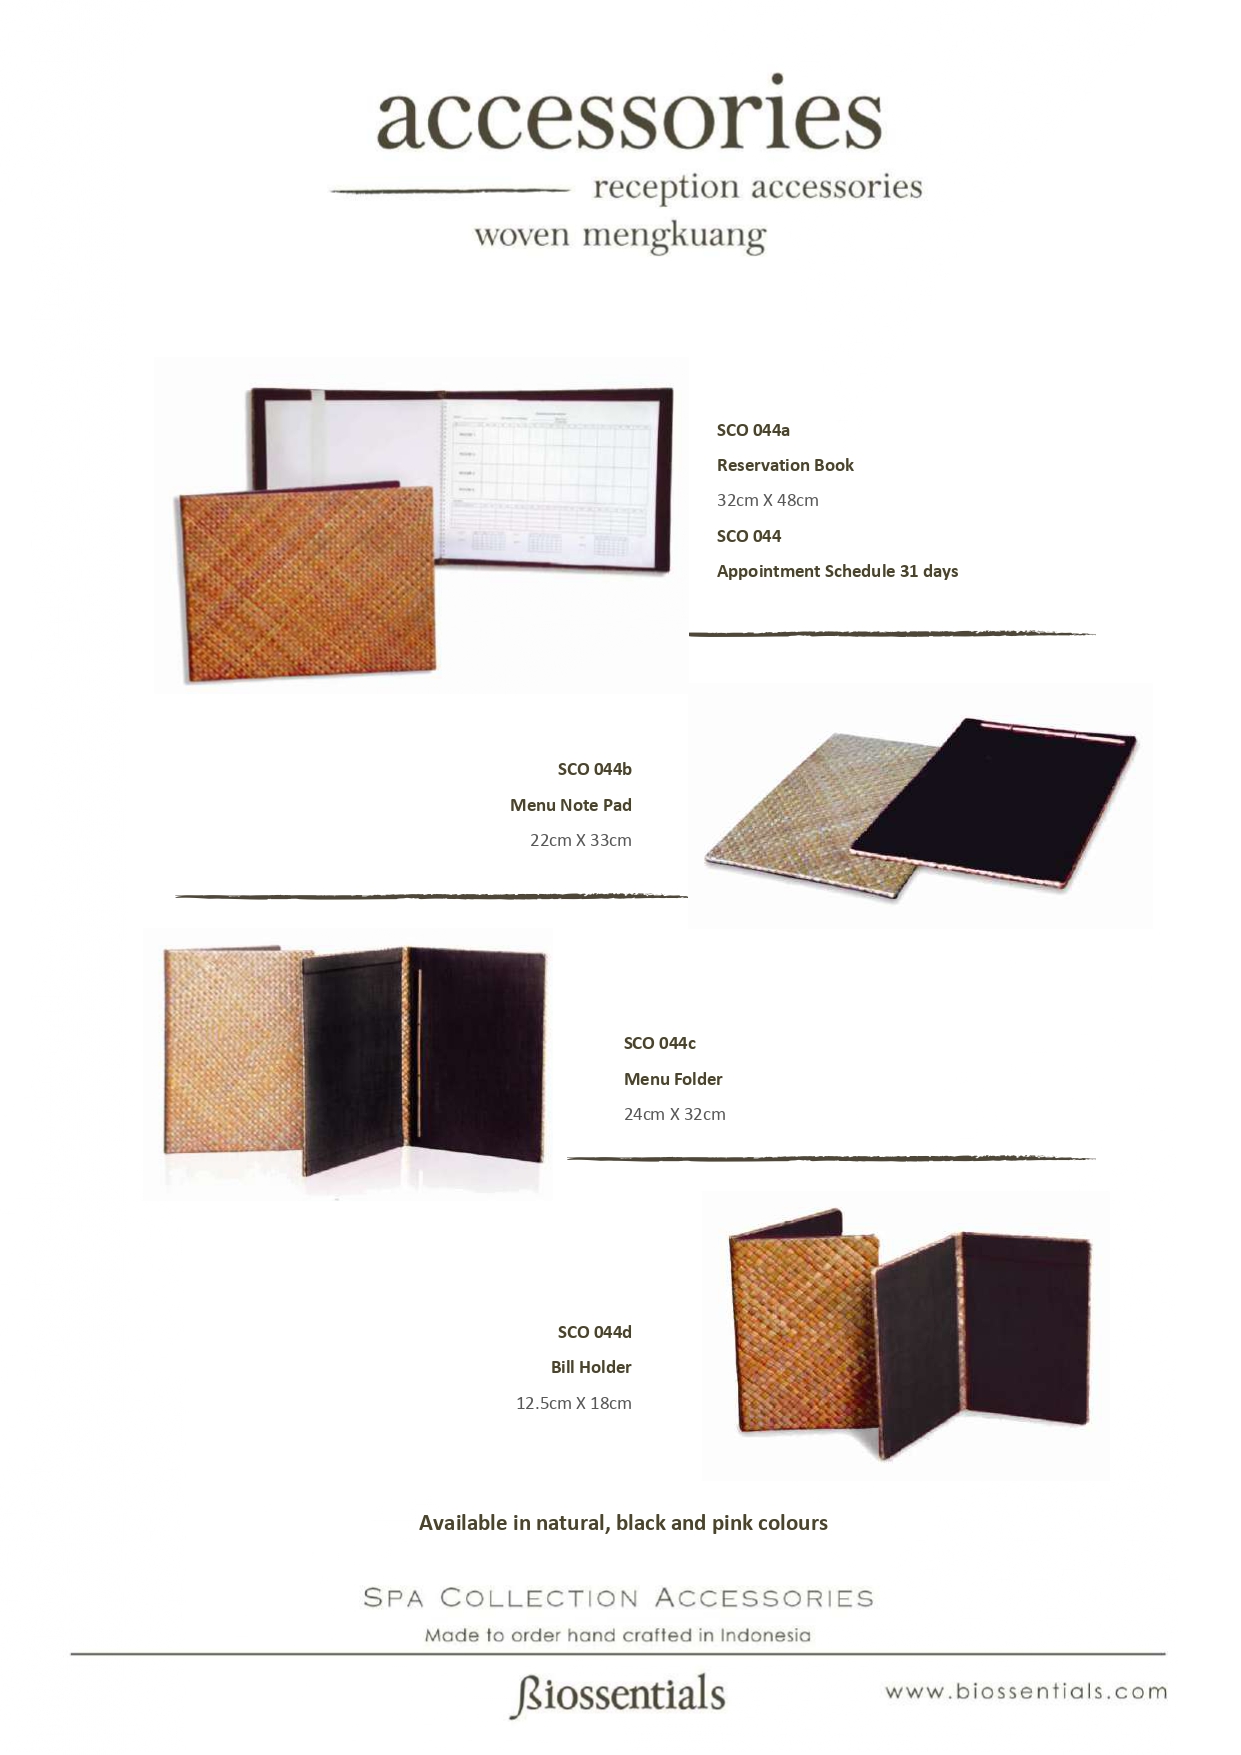 accessories
reception accessories
woven mengkuang
SCO 044a
Reservation Book
32cm X 48cm
SCO 044
Appointment Schedule 31 days
SCO 044b
Menu Note Pad
22cm X 33cm
SCO 044c
Menu Folder
24cm X 32cm
SCO 044d
Bill Holder
12.5cm X 18cm
Available in natural, black and pink colours
SPA COLLECTION ACCESSORIES
Made to order hand crafted in Indonesia
βiossentials
www.biossentials.com